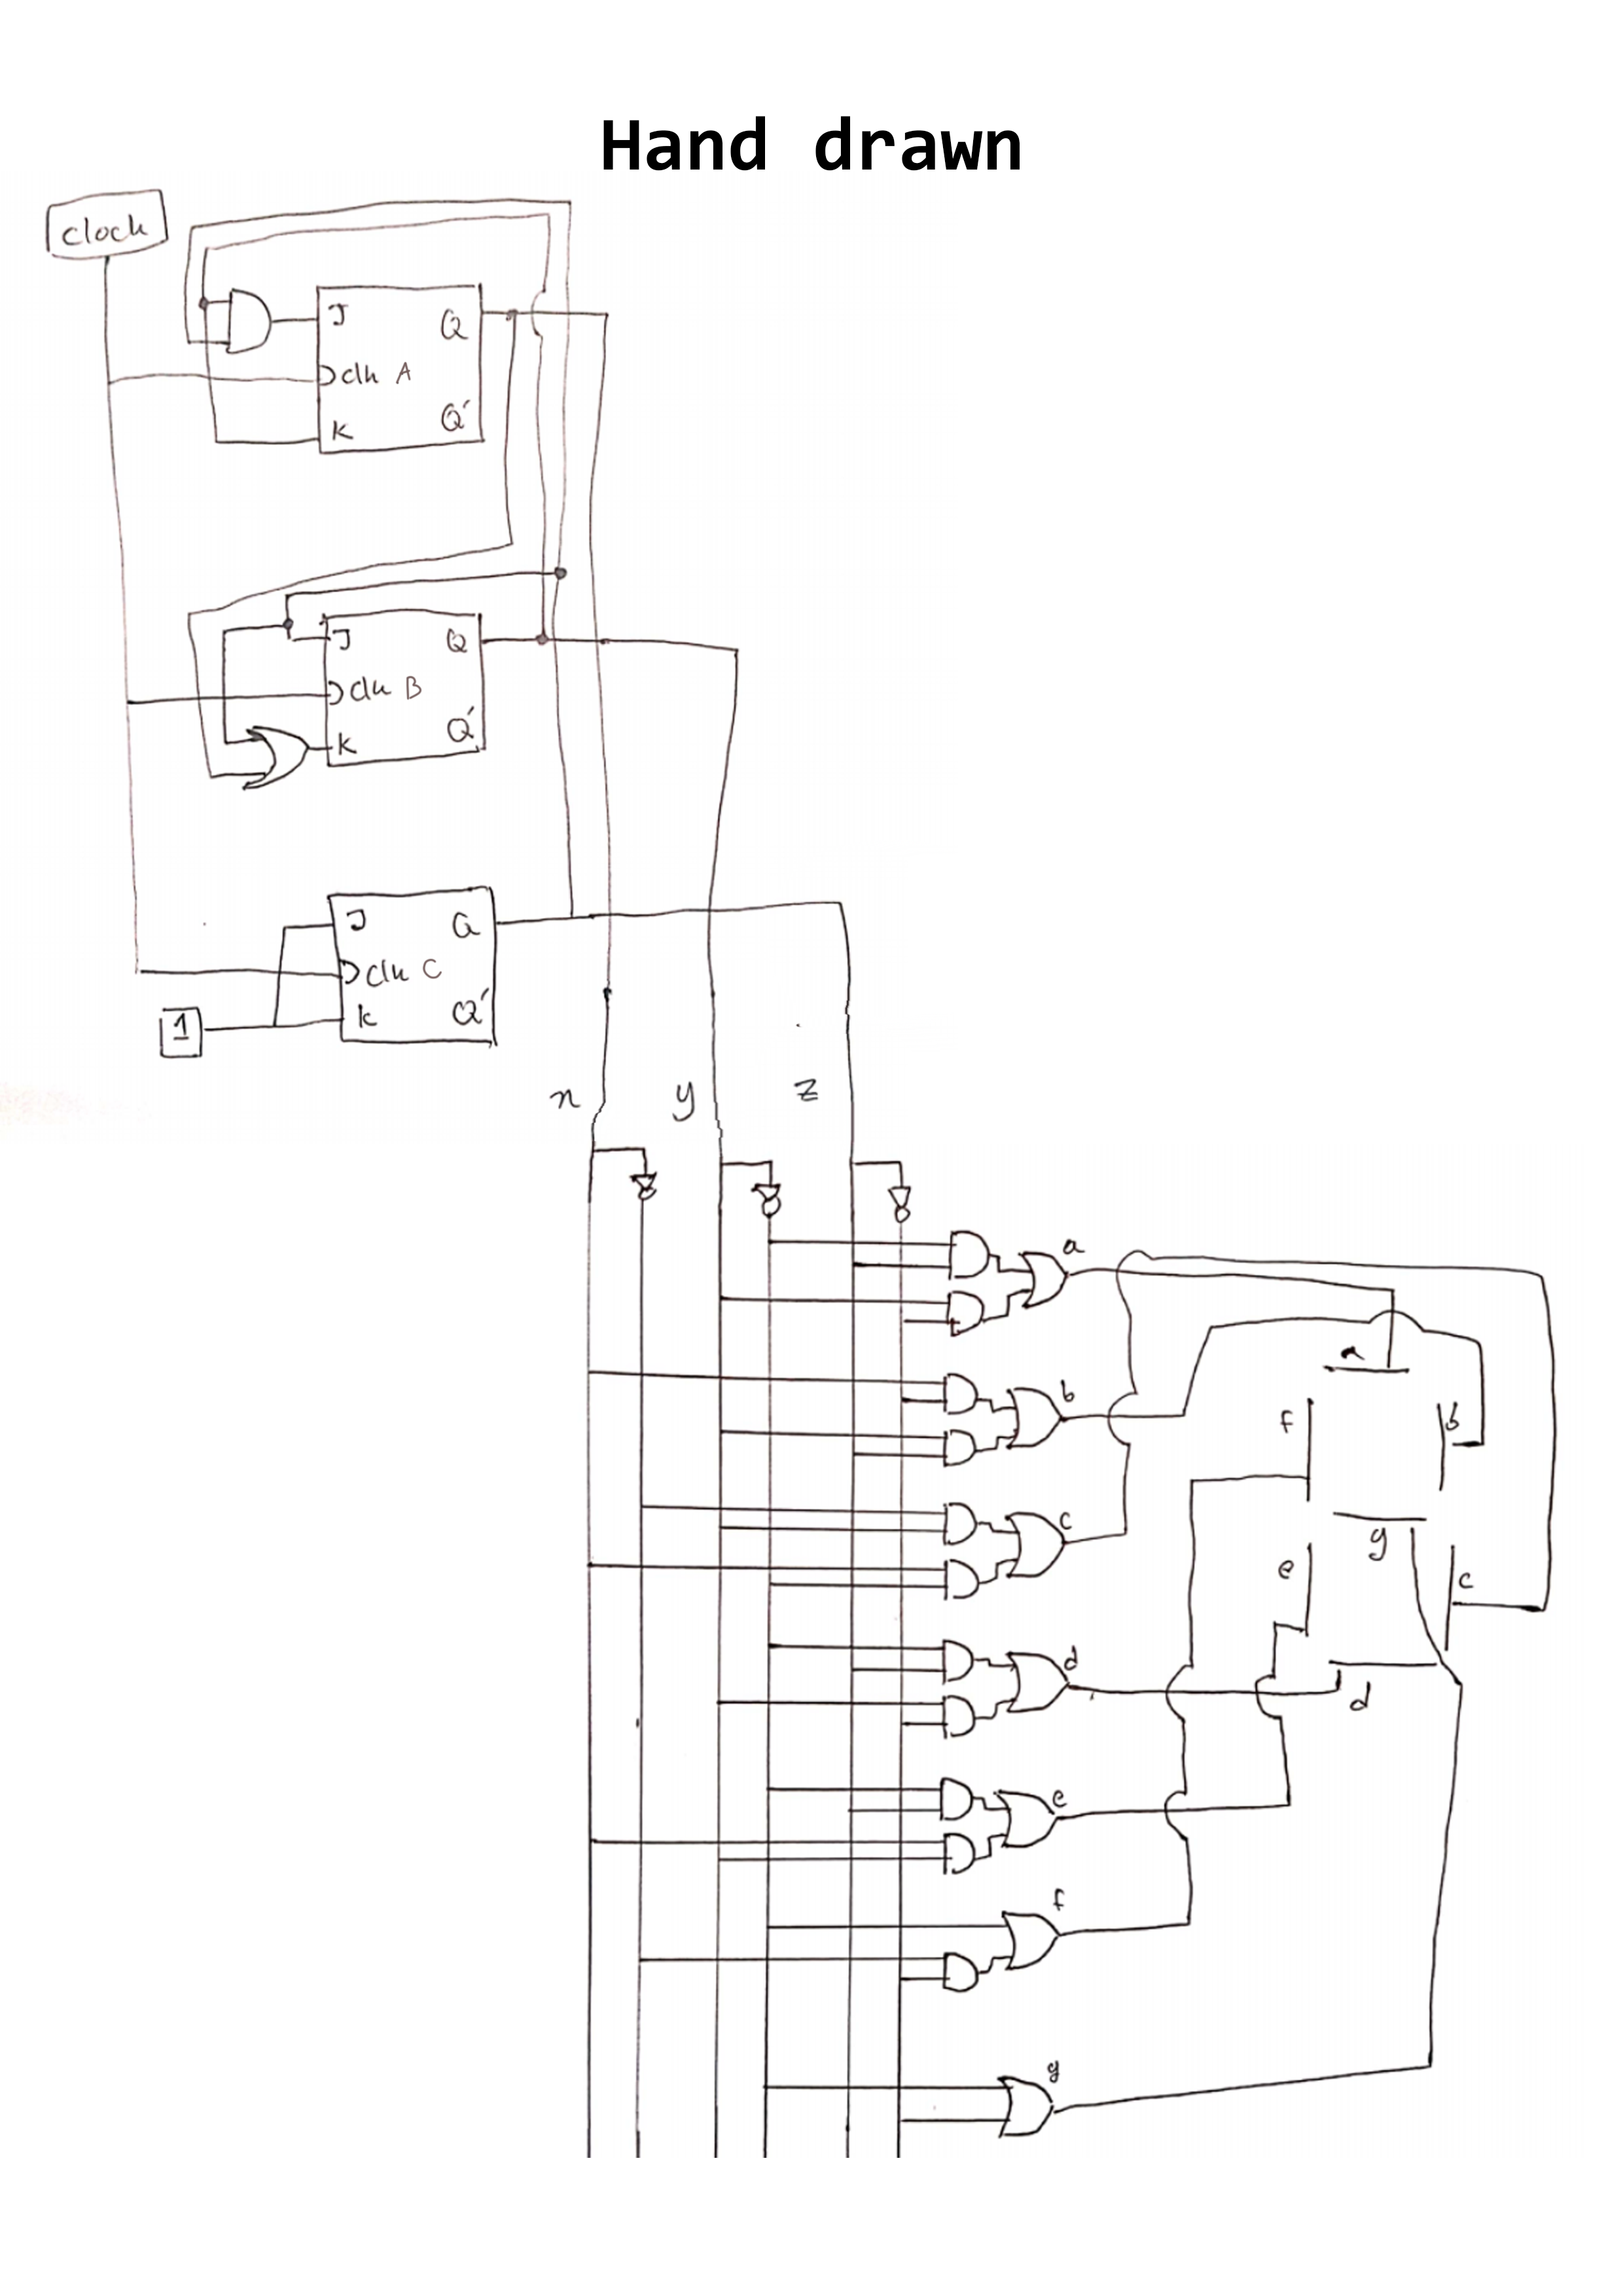 Hand drawn
clock
J Q
clk A
K Q'
J Q
clk B
K Q'
J Q
clk C
1 K Q'
x y z
a
b
a
f b
c
g
e c
d
d
e
f
g